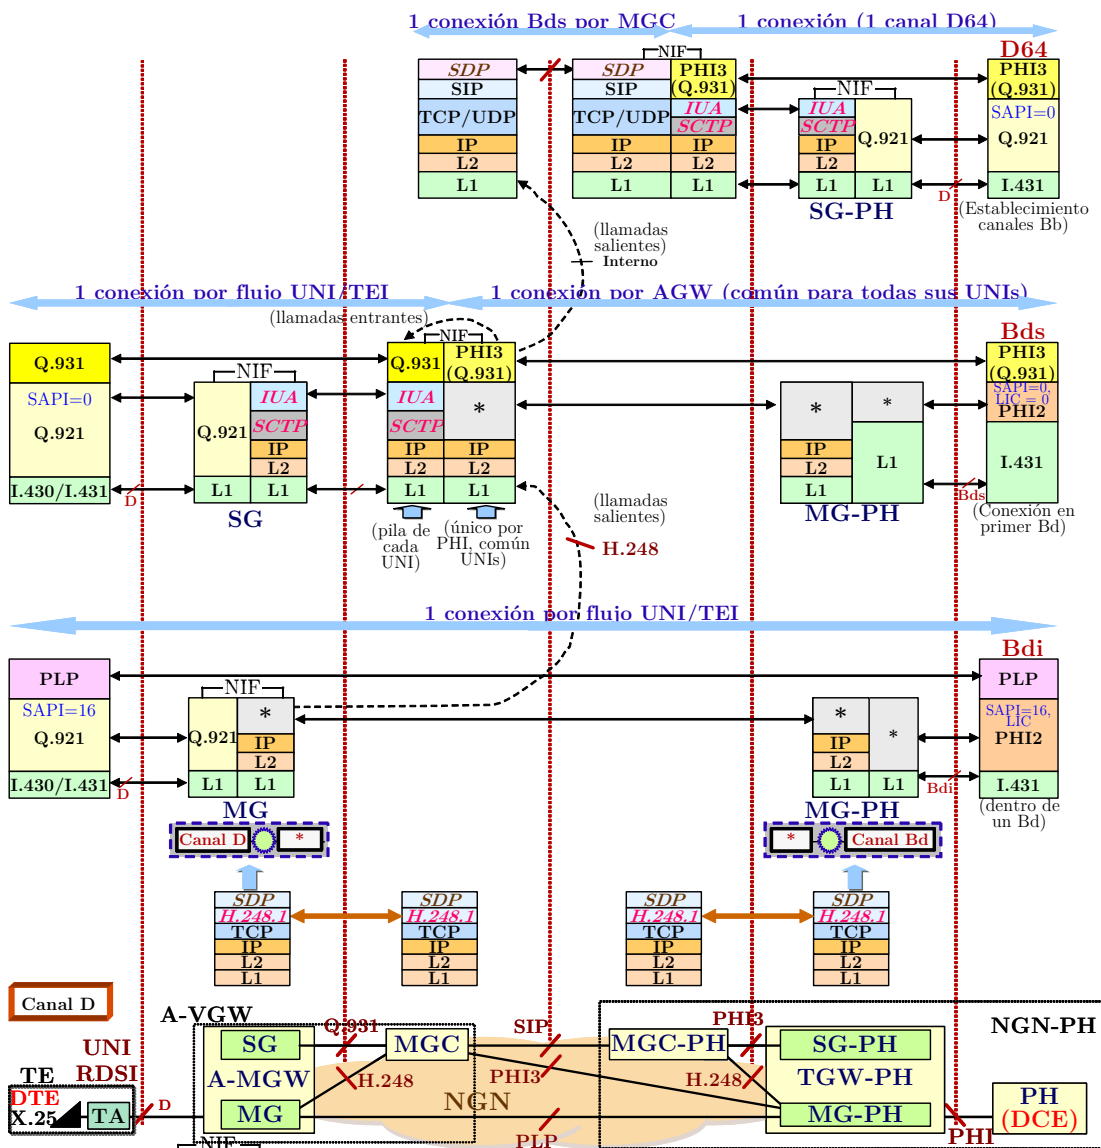 1 conexión Bds por MGC
1 conexión (1 canal D64)
NIF
D64
SDP
SIP
TCP/UDP
IP
L2
L1
SDP
SIP
TCP/UDP
IP
L2
L1
PHI3
(Q.931)
IUA
SCTP
IP
L2
L1
NIF
IUA
SCTP
IP
L2
L1
Q.921
L1
SG-PH
D
PHI3
(Q.931)
SAPI=0
Q.921
I.431
(Establecimiento
canales Bb)
(llamadas
salientes)
Interno
1 conexión por flujo UNI/TEI
1 conexión por AGW (común para todas sus UNIs)
(llamadas entrantes)
NIF
Bds
Q.931
SAPI=0
Q.921
I.430/I.431
D
NIF
Q.921
L1
IUA
SCTP
IP
L2
L1
SG
Q.931
IUA
SCTP
IP
L2
L1
PHI3
(Q.931)
*
IP
L2
L1
(pila de
cada
UNI)
(único por
PHI, común
UNIs)
(llamadas
salientes)
H.248
*
IP
L2
L1
*
L1
MG-PH
Bds
PHI3
(Q.931)
SAPI=0,
LIC = 0
PHI2
I.431
(Conexión en
primer Bd)
1 conexión por flujo UNI/TEI
Bdi
PLP
SAPI=16
Q.921
I.430/I.431
D
NIF
Q.921
L1
*
IP
L2
L1
MG
*
IP
L2
L1
*
L1
MG-PH
Bdi
PLP
SAPI=16,
LIC
PHI2
I.431
(dentro de
un Bd)
Canal D
*
*
Canal Bd
SDP
H.248.1
TCP
IP
L2
L1
SDP
H.248.1
TCP
IP
L2
L1
SDP
H.248.1
TCP
IP
L2
L1
SDP
H.248.1
TCP
IP
L2
L1
Canal D
A-VGW
Q.931
SIP
PHI3
NGN-PH
UNI
RDSI
SG
MGC
MGC-PH
SG-PH
TE
A-MGW
H.248
PHI3
H.248
TGW-PH
DTE
X.25
TA
D
MG
NGN
MG-PH
PH
(DCE)
NIF
PLP
PHI